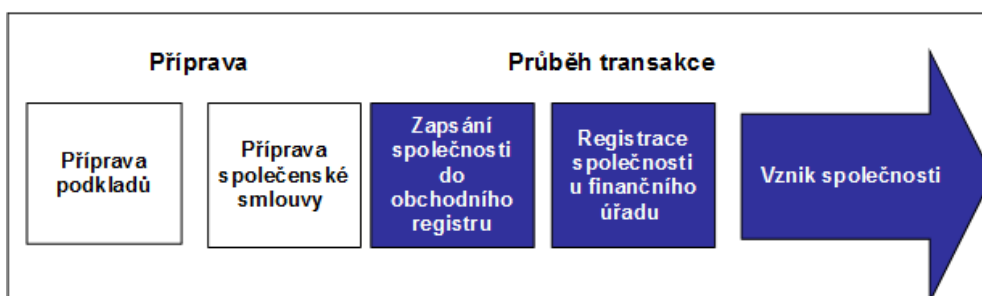 Příprava
Průběh transakce
Příprava
podkladů
Příprava
společenské
smlouvy
Zapsání
společnosti
do
obchodního
registru
Registrace
společnosti
u finančního
úřadu
Vznik společnosti